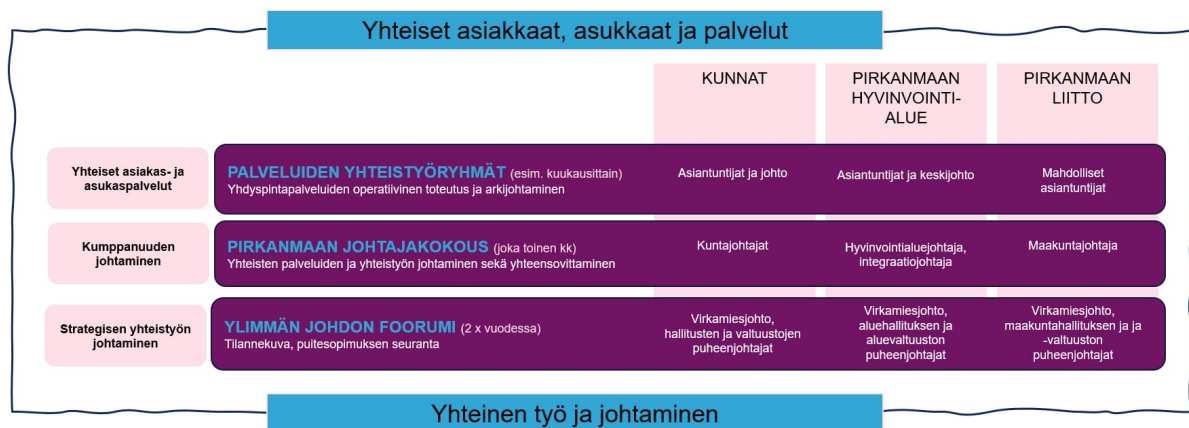 Yhteiset asiakkaat, asukkaat ja palvelut
KUNNAT
PIRKANMAAN
HYVINVOINTI-
ALUE
PIRKANMAAN
LIITTO
Yhteiset asiakas- ja
asukaspalvelut
PALVELUIDEN YHTEISTYÖRYHMÄT (esim. kuukausittain)
Yhdyspintapalveluiden operatiivinen toteutus ja arkijohtaminen
Asiantuntijat ja johto
Asiantuntijat ja keskijohto
Mahdolliset
asiantuntijat
Kumppanuuden
johtaminen
PIRKANMAAN JOHTAJAKOKOUS (joka toinen kk)
Yhteisten palveluiden ja yhteistyön johtaminen sekä yhteensovittaminen
Kuntajohtajat
Hyvinvointialuejohtaja,
integraatiojohtaja
Maakuntajohtaja
Strategisen yhteistyön
johtaminen
YLIMMÄN JOHDON FOORUMI (2 x vuodessa)
Tilannekuva, puitesopimuksen seuranta
Virkamiesjohto,
hallitusten ja valtuustojen
puheenjohtajat
Virkamiesjohto,
aluehallituksen ja
aluevaltuuston
puheenjohtajat
Virkamiesjohto,
maakuntahallituksen ja ja
-valtuuston
puheenjohtajat
Yhteinen työ ja johtaminen